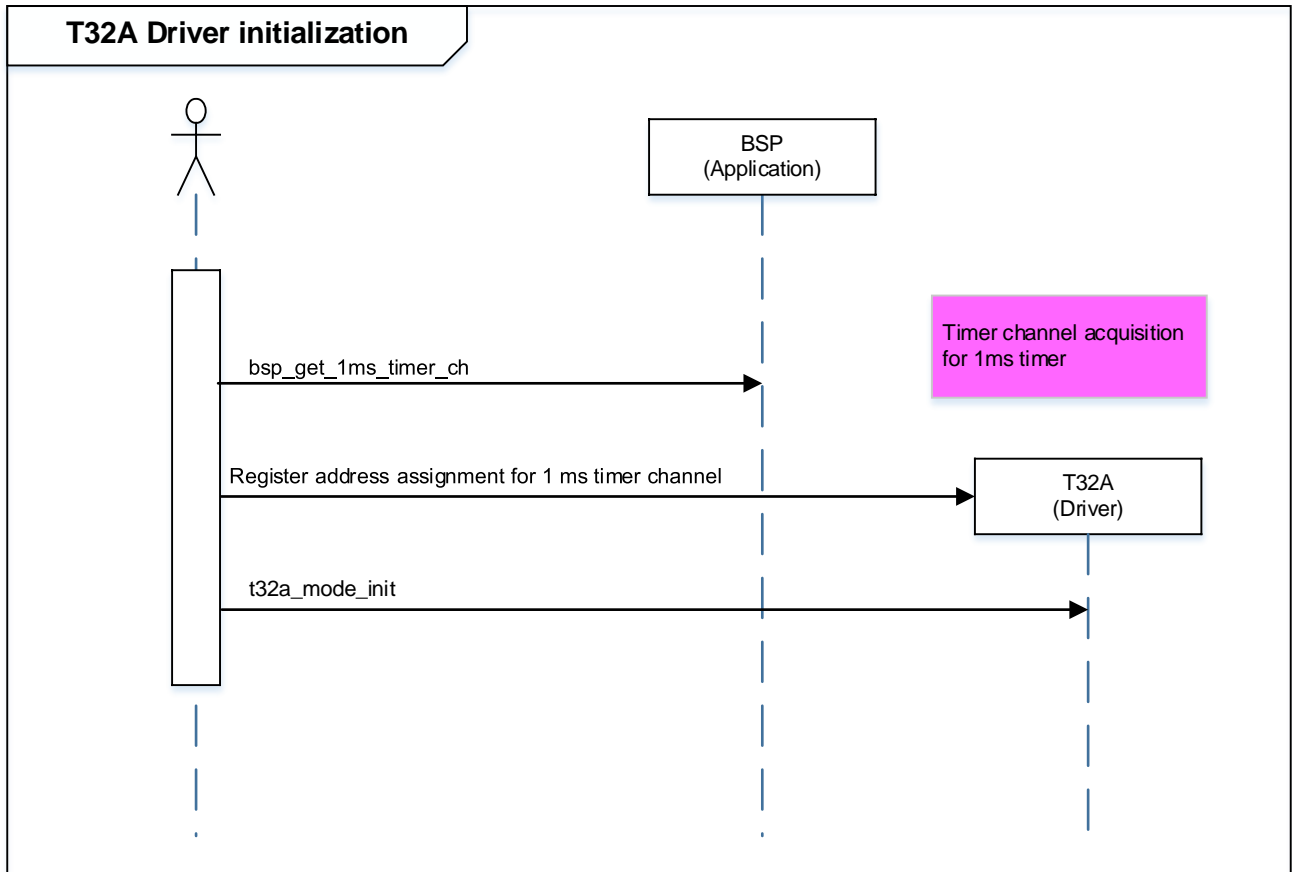 T32A Driver initialization
BSP
(Application)
Timer channel acquisition
for 1ms timer
bsp_get_1ms_timer_ch
Register address assignment for 1 ms timer channel
T32A
(Driver)
t32a_mode_init